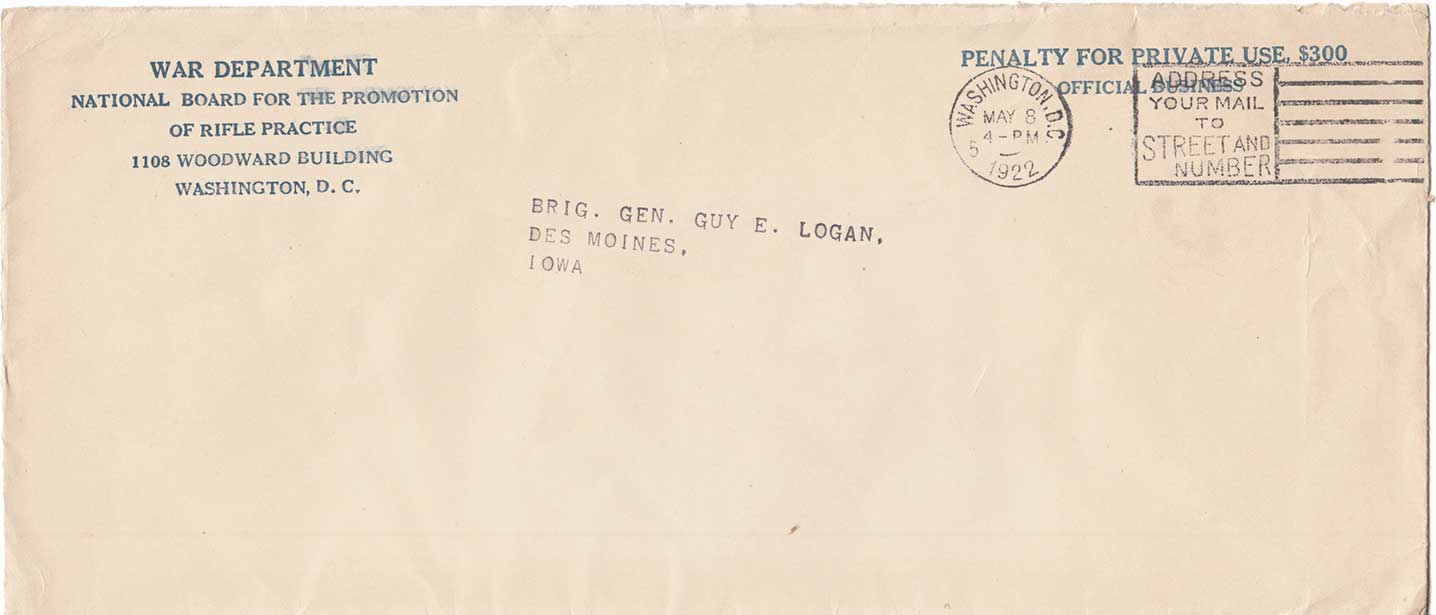 WAR DEPARTMENT
NATIONAL BOARD FOR THE PROMOTION
OF RIFLE PRACTICE
1108 WOODWARD BUILDING
WASHINGTON, D. C.
PENALTY FOR PRIVATE USE, $300
OFFICIAL BUSINESS
WASHINGTON, D.C.
MAY 8
4-PM
5
1922
ADDRESS
YOUR MAIL
TO
STREET AND
NUMBER
BRIG. GEN. GUY E. LOGAN,
DES MOINES,
IOWA